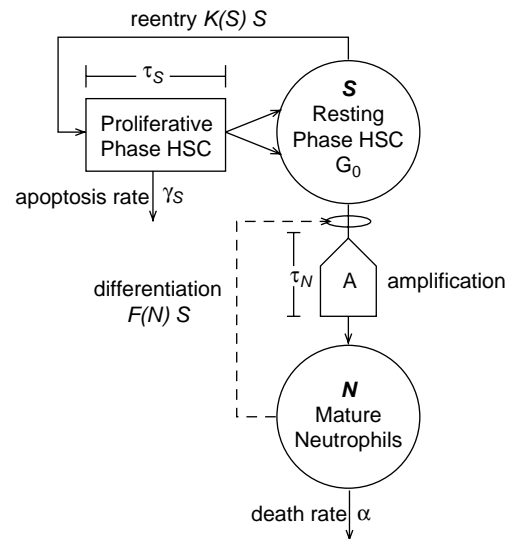 reentry K(S) S
τS
S
Resting
Phase HSC
G0
Proliferative
Phase HSC
apoptosis rate γS
τN
A
amplification
differentiation
F(N) S
N
Mature
Neutrophils
death rate α